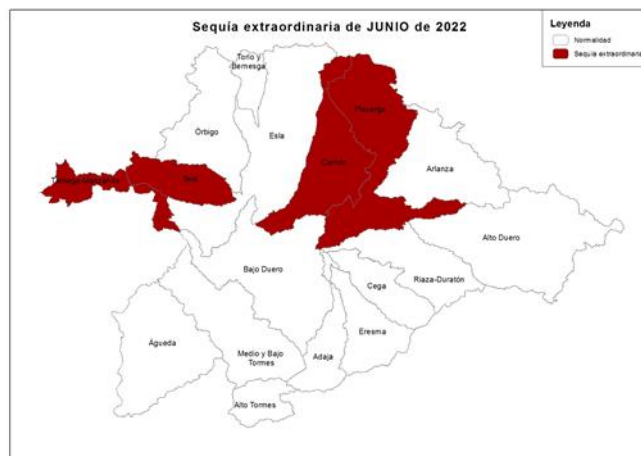 Sequía extraordinaria de JUNIO de 2022
Leyenda
Normalidad
Sequía extraordinaria
Torío y
Bernesga
Órbigo
Esla
Pisuerga
Carrión
Arlanza
Tera
Alto Duero
Bajo Duero
Cega
Riaza-Duratón
Eresma
Águeda
Medio y Bajo
Tormes
Adaja
Alto Tormes